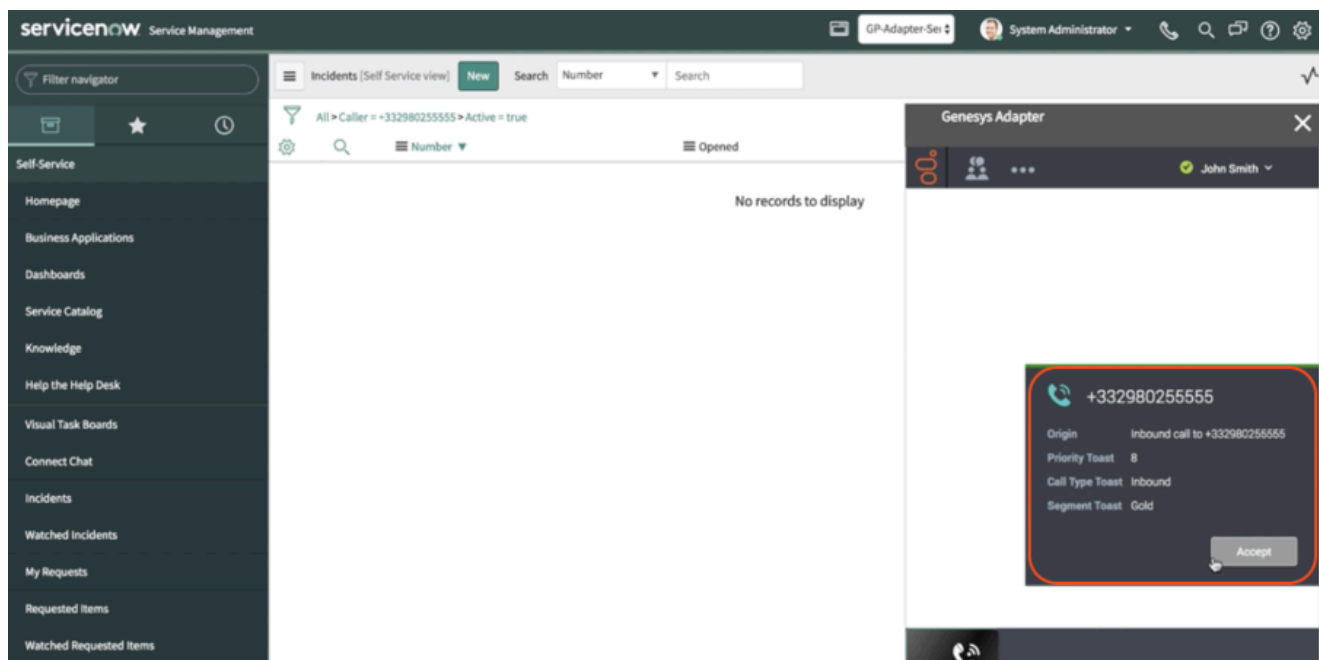 servicenow Service Management
GP-Adapter-Ser
System Administrator
Filter navigator
Incidents [Self Service view] New Search Number Search
All > Caller = +332980255555 > Active = true
Number Opened
No records to display
Self-Service
Homepage
Business Applications
Dashboards
Service Catalog
Knowledge
Help the Help Desk
Visual Task Boards
Connect Chat
Incidents
Watched Incidents
My Requests
Requested Items
Watched Requested Items
Genesys Adapter
John Smith
+332980255555
Origin Inbound call to +332980255555
Priority Toast 8
Call Type Toast Inbound
Segment Toast Gold
Accept